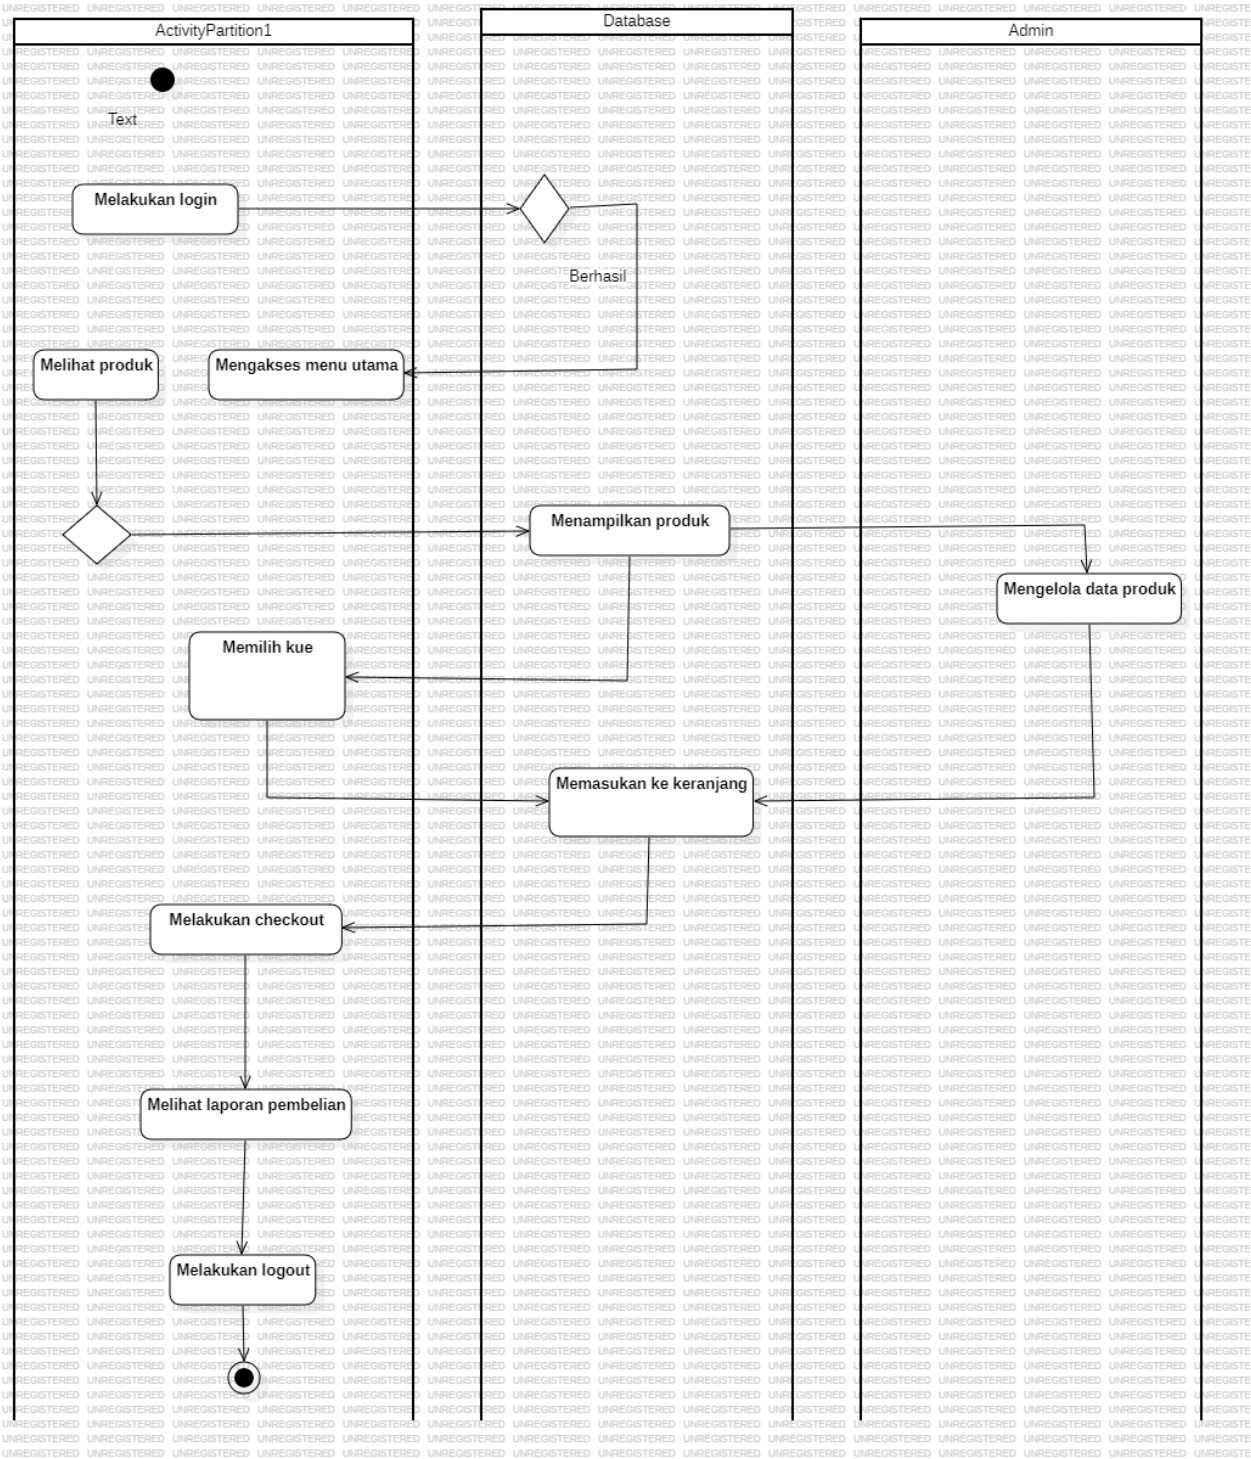 ActivityPartition1
Database
Admin
Text
Melakukan login
Berhasil
Melihat produk
Mengakses menu utama
Menampilkan produk
Mengelola data produk
Memilih kue
Memasukan ke keranjang
Melakukan checkout
Melihat laporan pembelian
Melakukan logout
UNREGISTERED